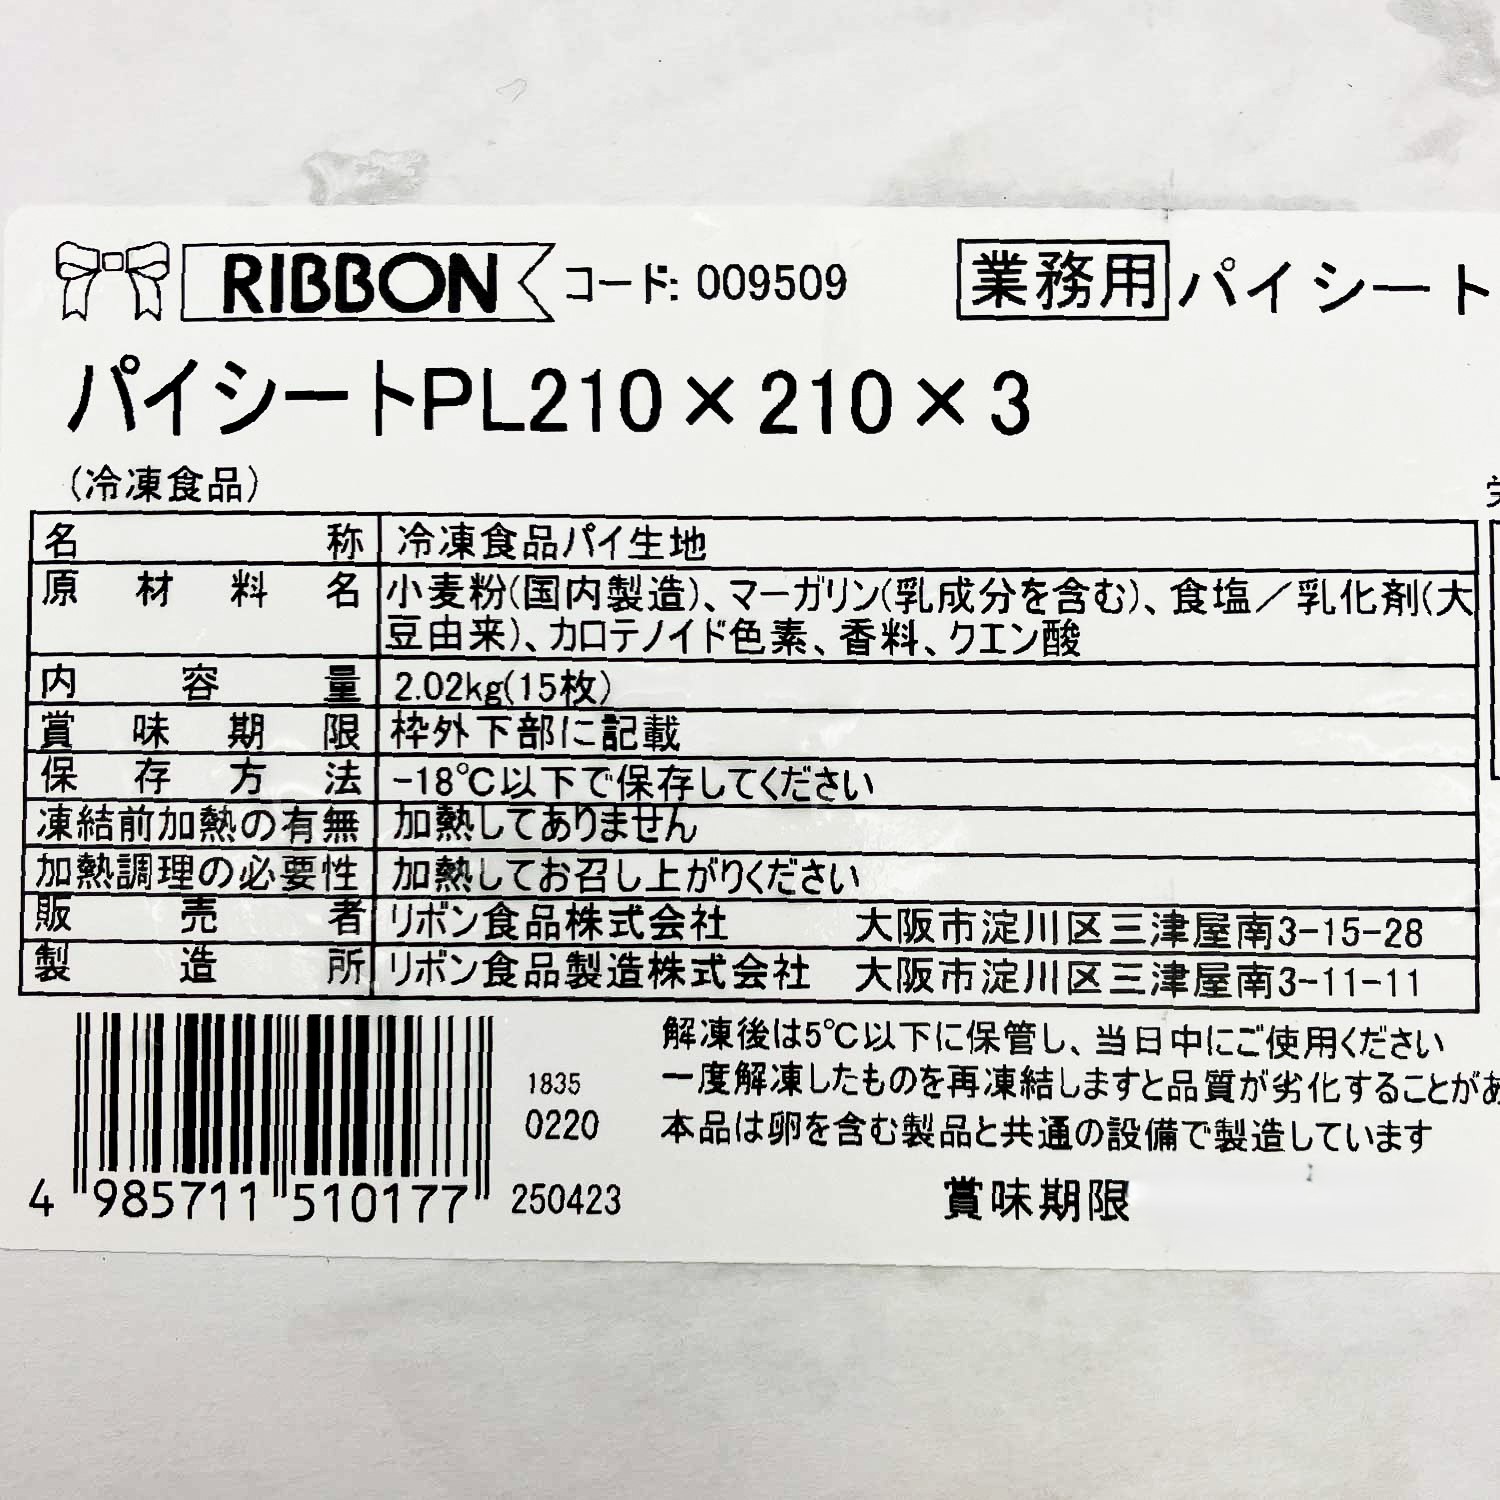 RIBBON コード: 009509 業務用 パイシート
パイシートPL210×210×3
(冷凍食品)
名称 冷凍食品パイ生地
原材料名 小麦粉(国内製造)、マーガリン(乳成分を含む)、食塩／乳化剤(大
豆由来)、カロテノイド色素、香料、クエン酸
内容量 2.02kg(15枚)
賞味期限 枠外下部に記載
保存方法 -18℃以下で保存してください
凍結前加熱の有無 加熱してありません
加熱調理の必要性 加熱してお召し上がりください
販売者 リボン食品株式会社 大阪市淀川区三津屋南3-15-28
製造所 リボン食品製造株式会社 大阪市淀川区三津屋南3-11-11
解凍後は5℃以下に保管し、当日中にご使用ください
一度解凍したものを再凍結しますと品質が劣化することがあ
本品は卵を含む製品と共通の設備で製造しています
1835
0220
4 985711 510177 250423
賞味期限